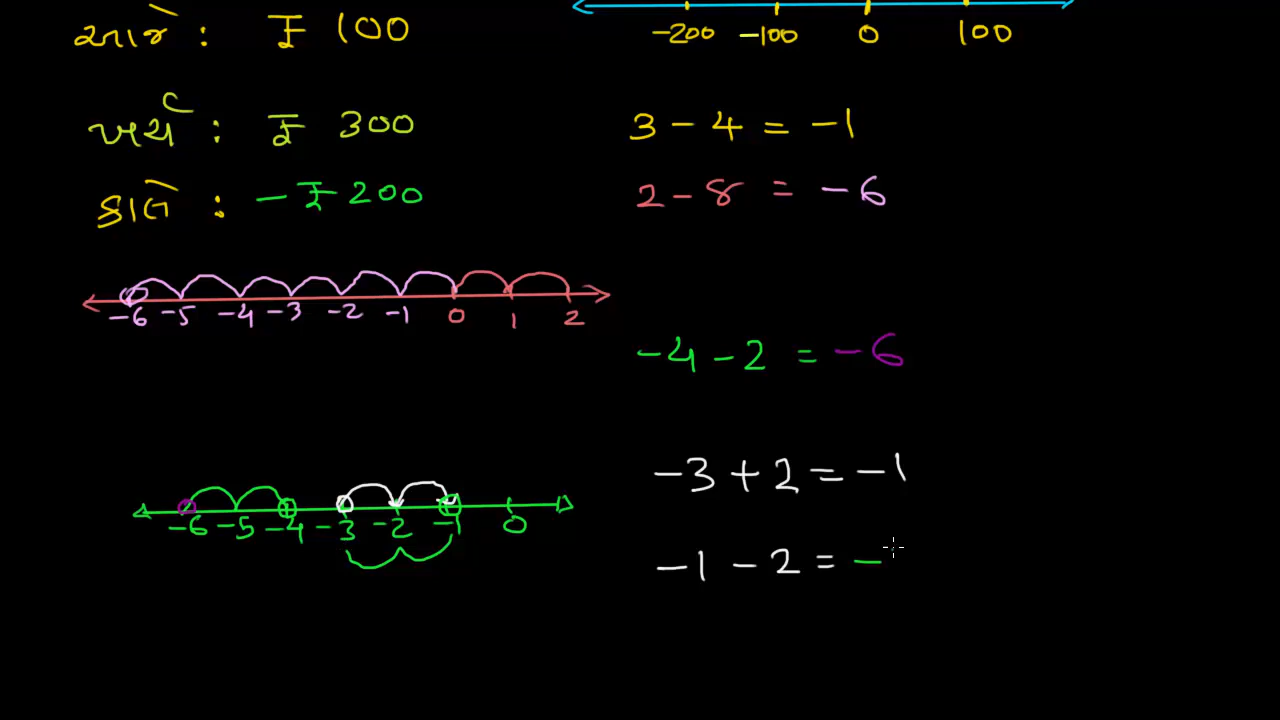 : ₹ 100
-200 -100 0 100
ખર્ચ : ₹ 300
3 - 4 = -1
: - ₹ 200
2 - 8 = -6
-6 -5 -4 -3 -2 -1 0 1 2
-4 - 2 = -6
-3 + 2 = -1
-6 -5 -4 -3 -2 -1 0
-1 - 2 = -